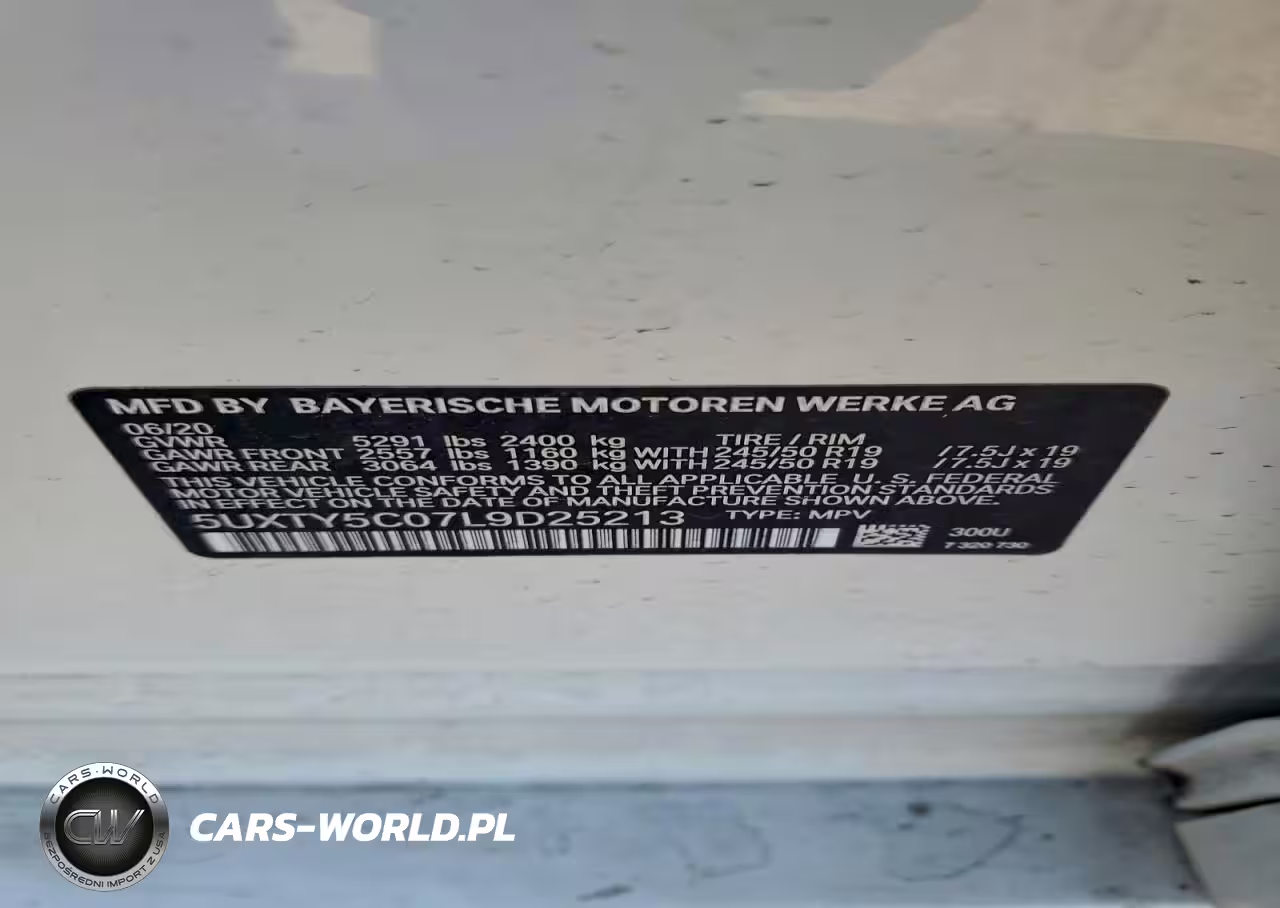 MFD BY BAYERISCHE MOTOREN WERKE AG
06/20
GVWR 5291 lbs 2400 kg TIRE / RIM
GAWR FRONT 2557 lbs 1160 kg WITH 245/50 R19 / 7.5J x 19
GAWR REAR 3064 lbs 1390 kg WITH 245/50 R19 / 7.5J x 19
THIS VEHICLE CONFORMS TO ALL APPLICABLE U. S. FEDERAL
MOTOR VEHICLE SAFETY AND THEFT PREVENTION STANDARDS
IN EFFECT ON THE DATE OF MANUFACTURE SHOWN ABOVE.
5UXTY5C07L9D25213 TYPE: MPV
300U
7 320 730
CARS-WORLD
CW
BEZPOŚREDNI IMPORT Z USA
CARS-WORLD.PL